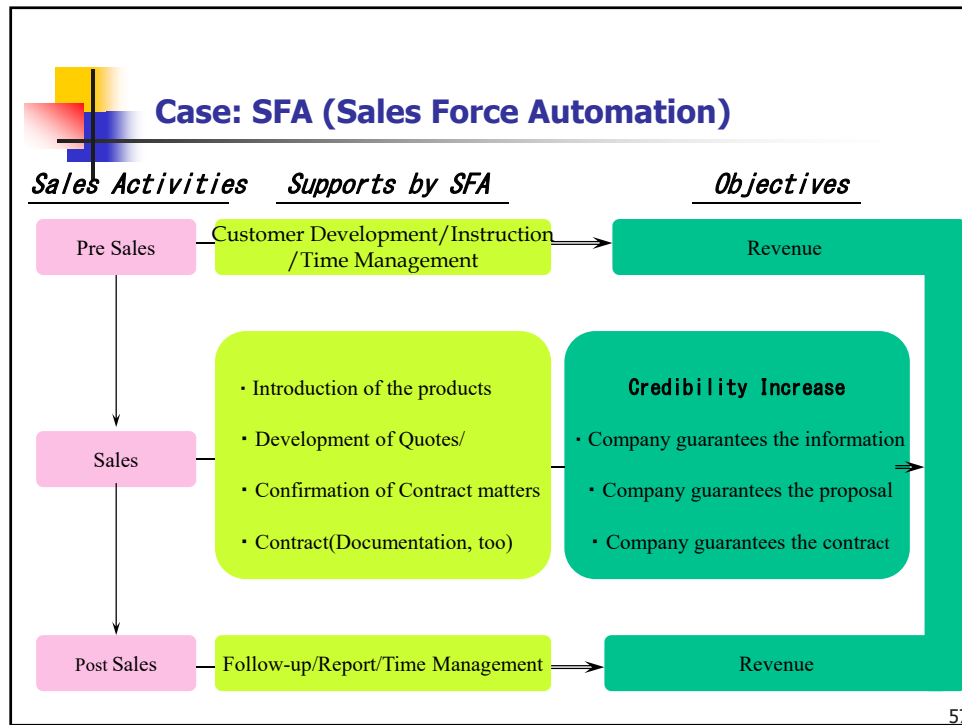 Case: SFA (Sales Force Automation)
Sales Activities
Supports by SFA
Objectives
Pre Sales
Customer Development/Instruction
/Time Management
Revenue
Sales
・Introduction of the products
・Development of Quotes/
・Confirmation of Contract matters
・Contract(Documentation, too)
Credibility Increase
・Company guarantees the information
・Company guarantees the proposal
・Company guarantees the contract
Post Sales
Follow-up/Report/Time Management
Revenue